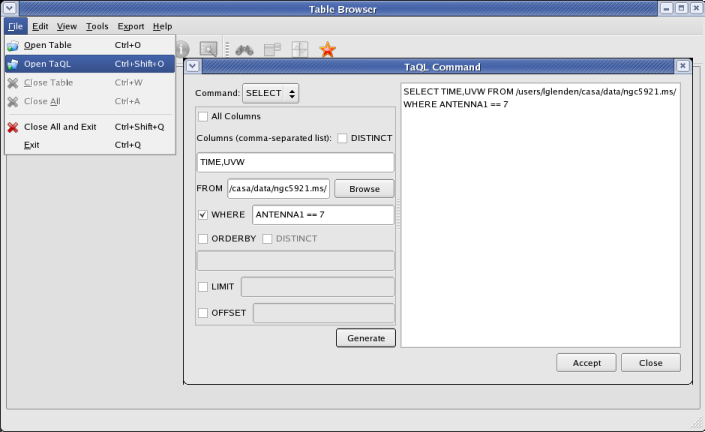 Table Browser
File Edit View Tools Export Help
Open Table Ctrl+O
Open TaQL Ctrl+Shift+O
Close Table Ctrl+W
Close All Ctrl+A
Close All and Exit Ctrl+Shift+Q
Exit Ctrl+Q
TaQL Command
Command: SELECT
All Columns
Columns (comma-separated list): DISTINCT
TIME,UVW
FROM /casa/data/ngc5921.ms/ Browse
WHERE ANTENNA1 == 7
ORDERBY DISTINCT
LIMIT
OFFSET
Generate
SELECT TIME,UVW FROM /users/lglenden/casa/data/ngc5921.ms/
WHERE ANTENNA1 == 7
Accept Close